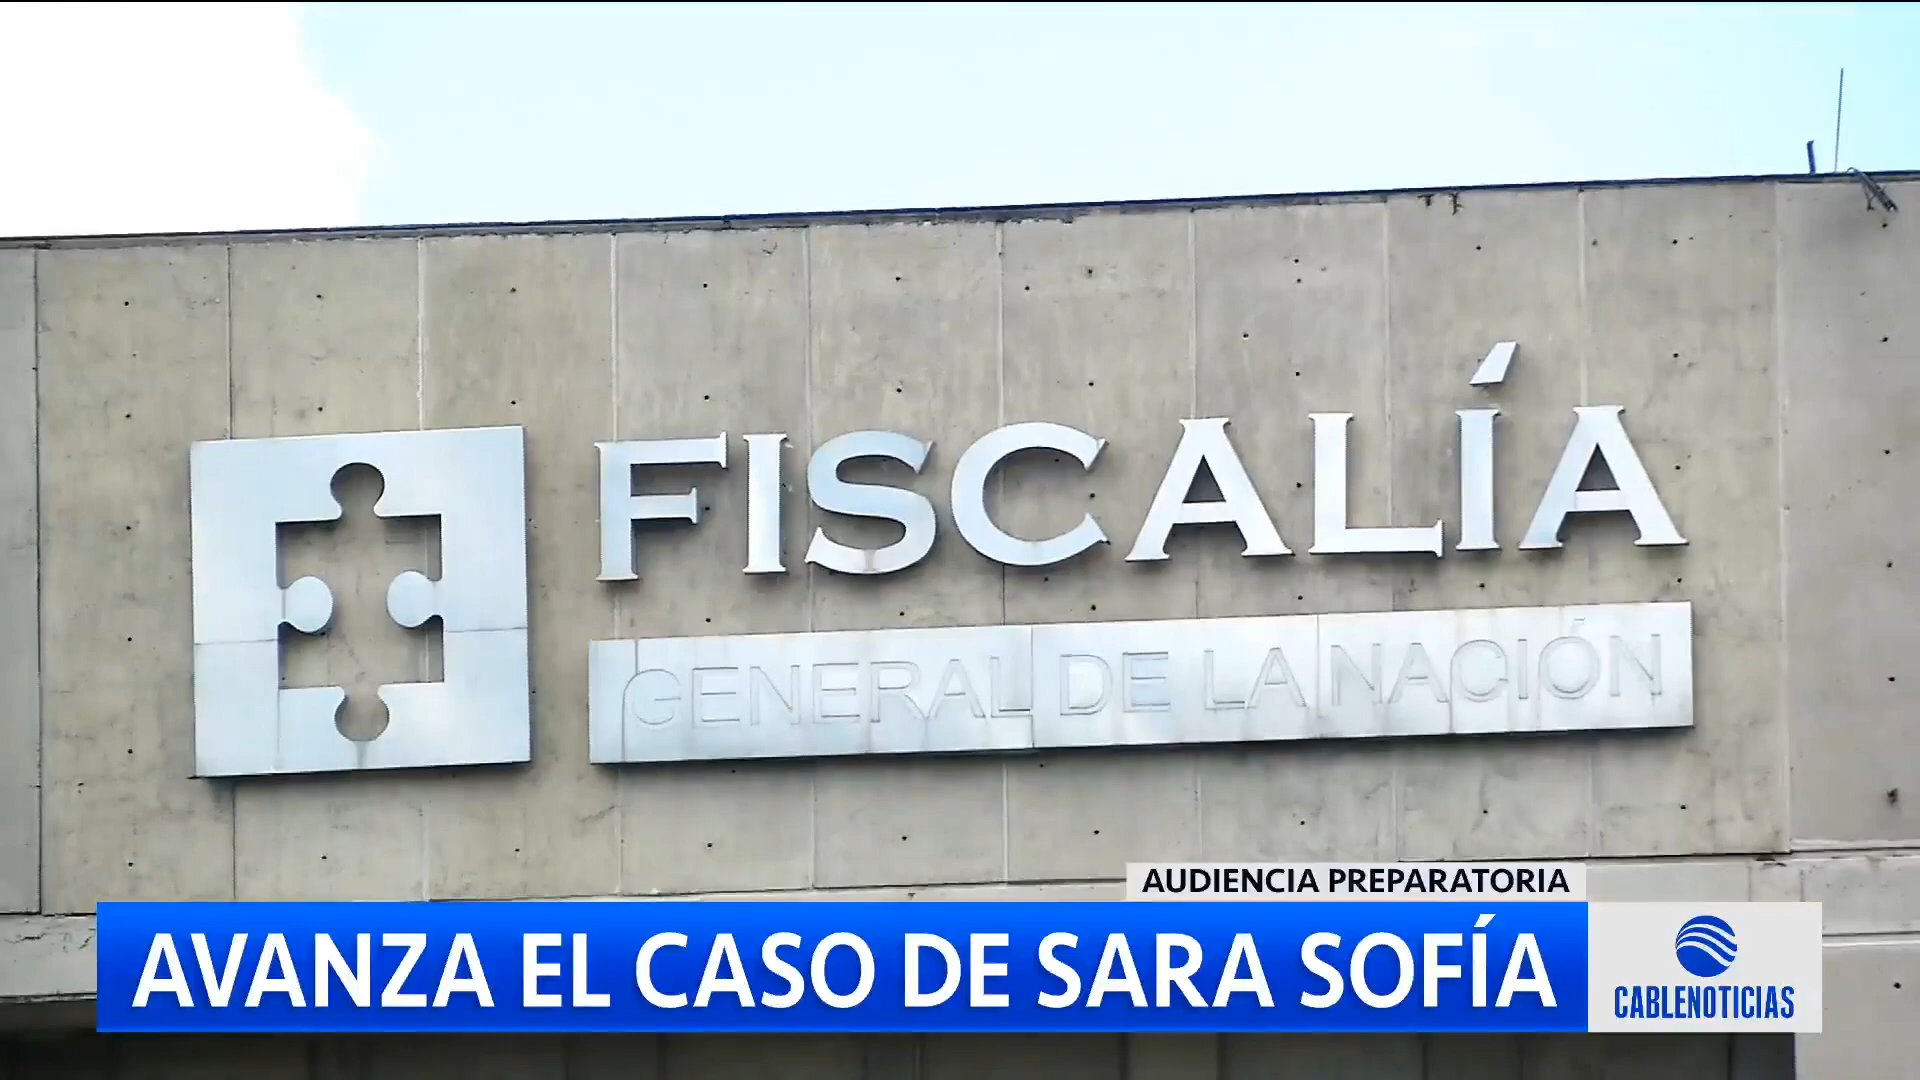 FISCALÍA
GENERAL DE LA NACIÓN
AUDIENCIA PREPARATORIA
AVANZA EL CASO DE SARA SOFÍA
CABLENOTICIAS